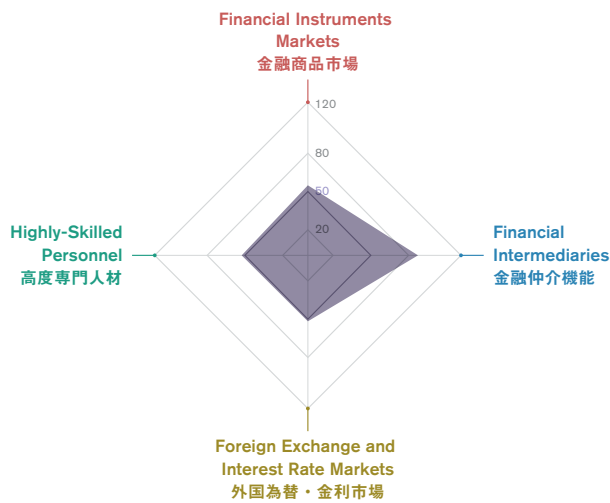 Financial Instruments
Markets
金融商品市場
120
80
50
20
Highly-Skilled
Personnel
高度専門人材
Financial
Intermediaries
金融仲介機能
Foreign Exchange and
Interest Rate Markets
外国為替・金利市場